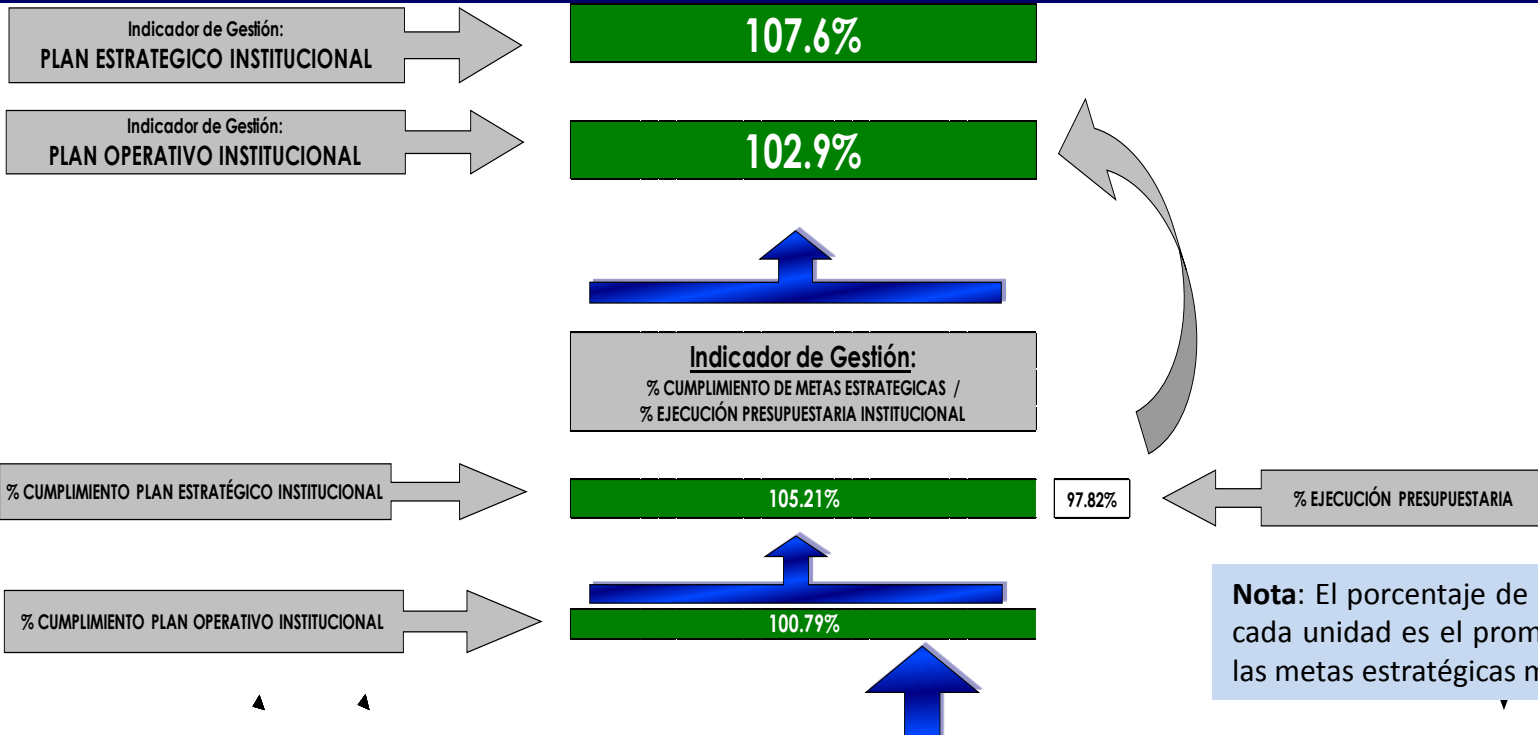 Indicador de Gestión:
PLAN ESTRATEGICO INSTITUCIONAL
107.6%
Indicador de Gestión:
PLAN OPERATIVO INSTITUCIONAL
102.9%
Indicador de Gestión:
% CUMPLIMIENTO DE METAS ESTRATEGICAS /
% EJECUCIÓN PRESUPUESTARIA INSTITUCIONAL
% CUMPLIMIENTO PLAN ESTRATÉGICO INSTITUCIONAL
105.21%
97.82%
% EJECUCIÓN PRESUPUESTARIA
% CUMPLIMIENTO PLAN OPERATIVO INSTITUCIONAL
100.79%
Nota: El porcentaje de
cada unidad es el prom
las metas estratégicas